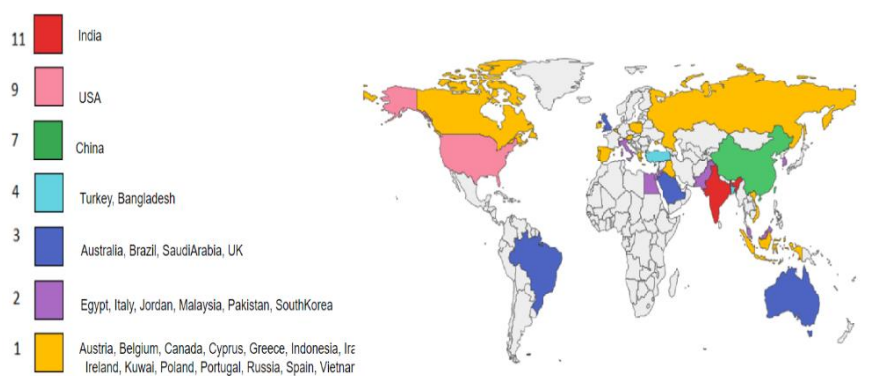 11 India
9 USA
7 China
4 Turkey, Bangladesh
3 Australia, Brazil, SaudiArabia, UK
2 Egypt, Italy, Jordan, Malaysia, Pakistan, SouthKorea
1 Austria, Belgium, Canada, Cyprus, Greece, Indonesia,
Ireland, Kuwai, Poland, Portugal, Russia, Spain,